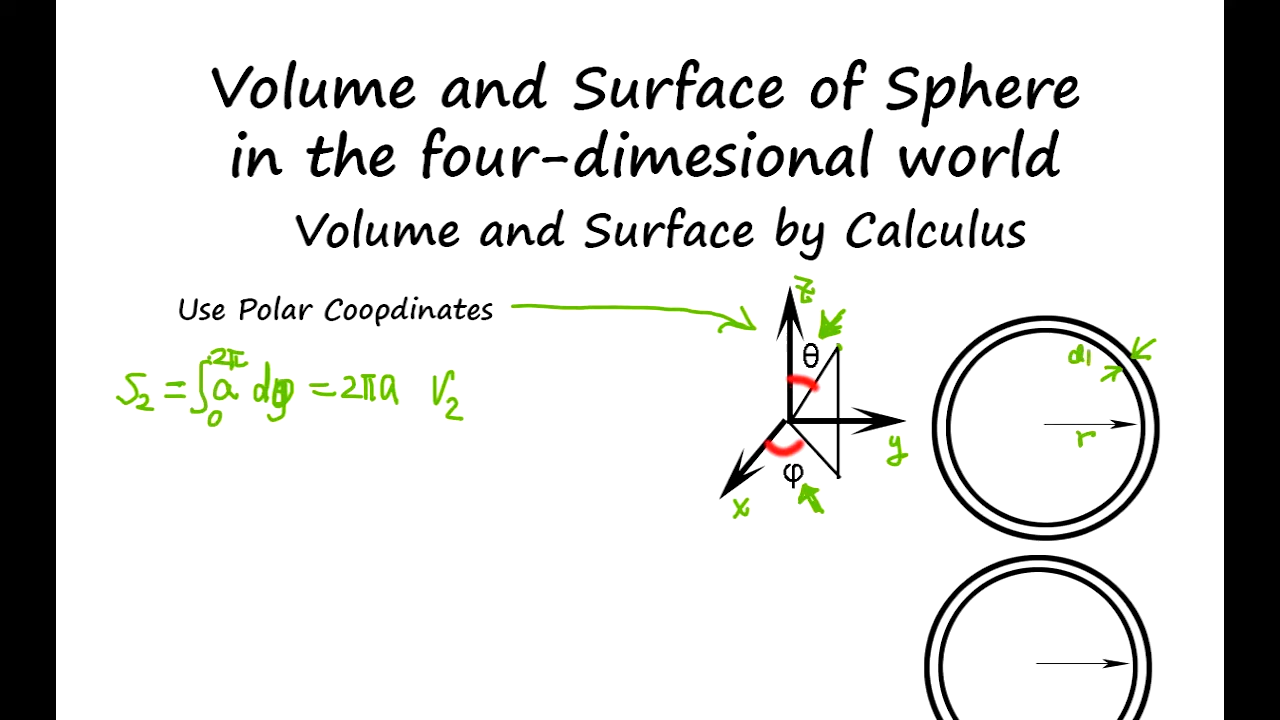 Volume and Surface of Sphere
in the four-dimesional world
Volume and Surface by Calculus
Use Polar Coopdinates
S₂ = ∫₀^2π a dφ = 2πa V₂
z
θ
y
φ
x
r